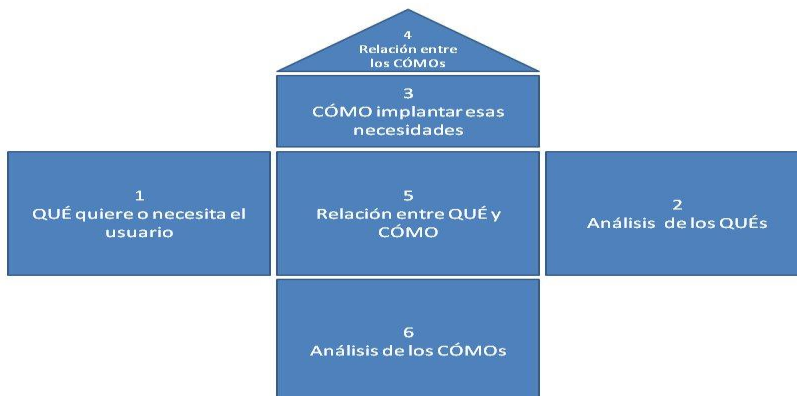 4
Relación entre
los CÓMOs
3
CÓMO implantar esas
necesidades
1
QUÉ quiere o necesita el
usuario
5
Relación entre QUÉ y
CÓMO
2
Análisis de los QUÉs
6
Análisis de los CÓMOs